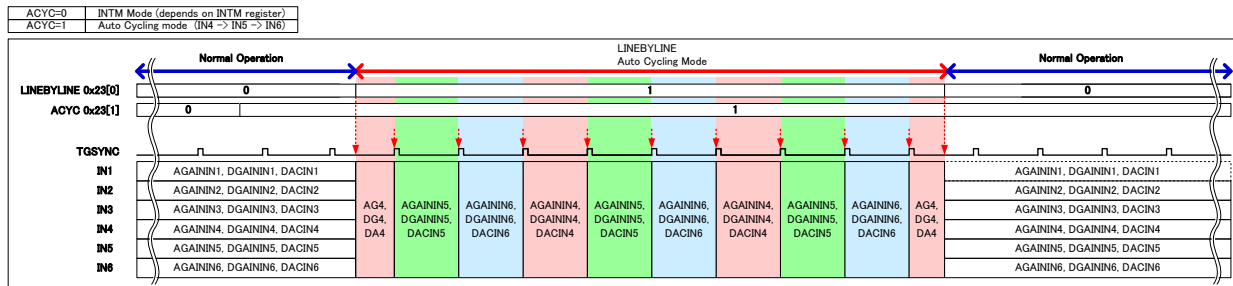 ACYC=0 INTM Mode (depends on INTM register)
ACYC=1 Auto Cycling mode (IN4 -> IN5 -> IN6)
Normal Operation
LINEBYLINE
Auto Cycling Mode
Normal Operation
LINEBYLINE 0x23[0] 0 1 0
ACYC 0x23[1] 0 1
TGSYNC
IN1 AGAININ1, DGAININ1, DACIN1 AGAININ1, DGAININ1, DACIN1
IN2 AGAININ2, DGAININ2, DACIN2 AGAININ2, DGAININ2, DACIN2
IN3 AGAININ3, DGAININ3, DACIN3 AG4, AGAININ5, AGAININ6, AGAININ4, AGAININ5, AGAININ6, AGAININ4, AGAININ5, AGAININ6, AG4, AGAININ3, DGAININ3, DACIN3
DG4, DGAININ5, DGAININ6, DGAININ4, DGAININ5, DGAININ6, DGAININ4, DGAININ5, DGAININ6, DG4,
IN4 AGAININ4, DGAININ4, DACIN4 DA4 DACIN5 DACIN6 DACIN4 DACIN5 DACIN6 DACIN4 DACIN5 DACIN6 DA4 AGAININ4, DGAININ4, DACIN4
IN5 AGAININ5, DGAININ5, DACIN5 AGAININ5, DGAININ5, DACIN5
IN6 AGAININ6, DGAININ6, DACIN6 AGAININ6, DGAININ6, DACIN6